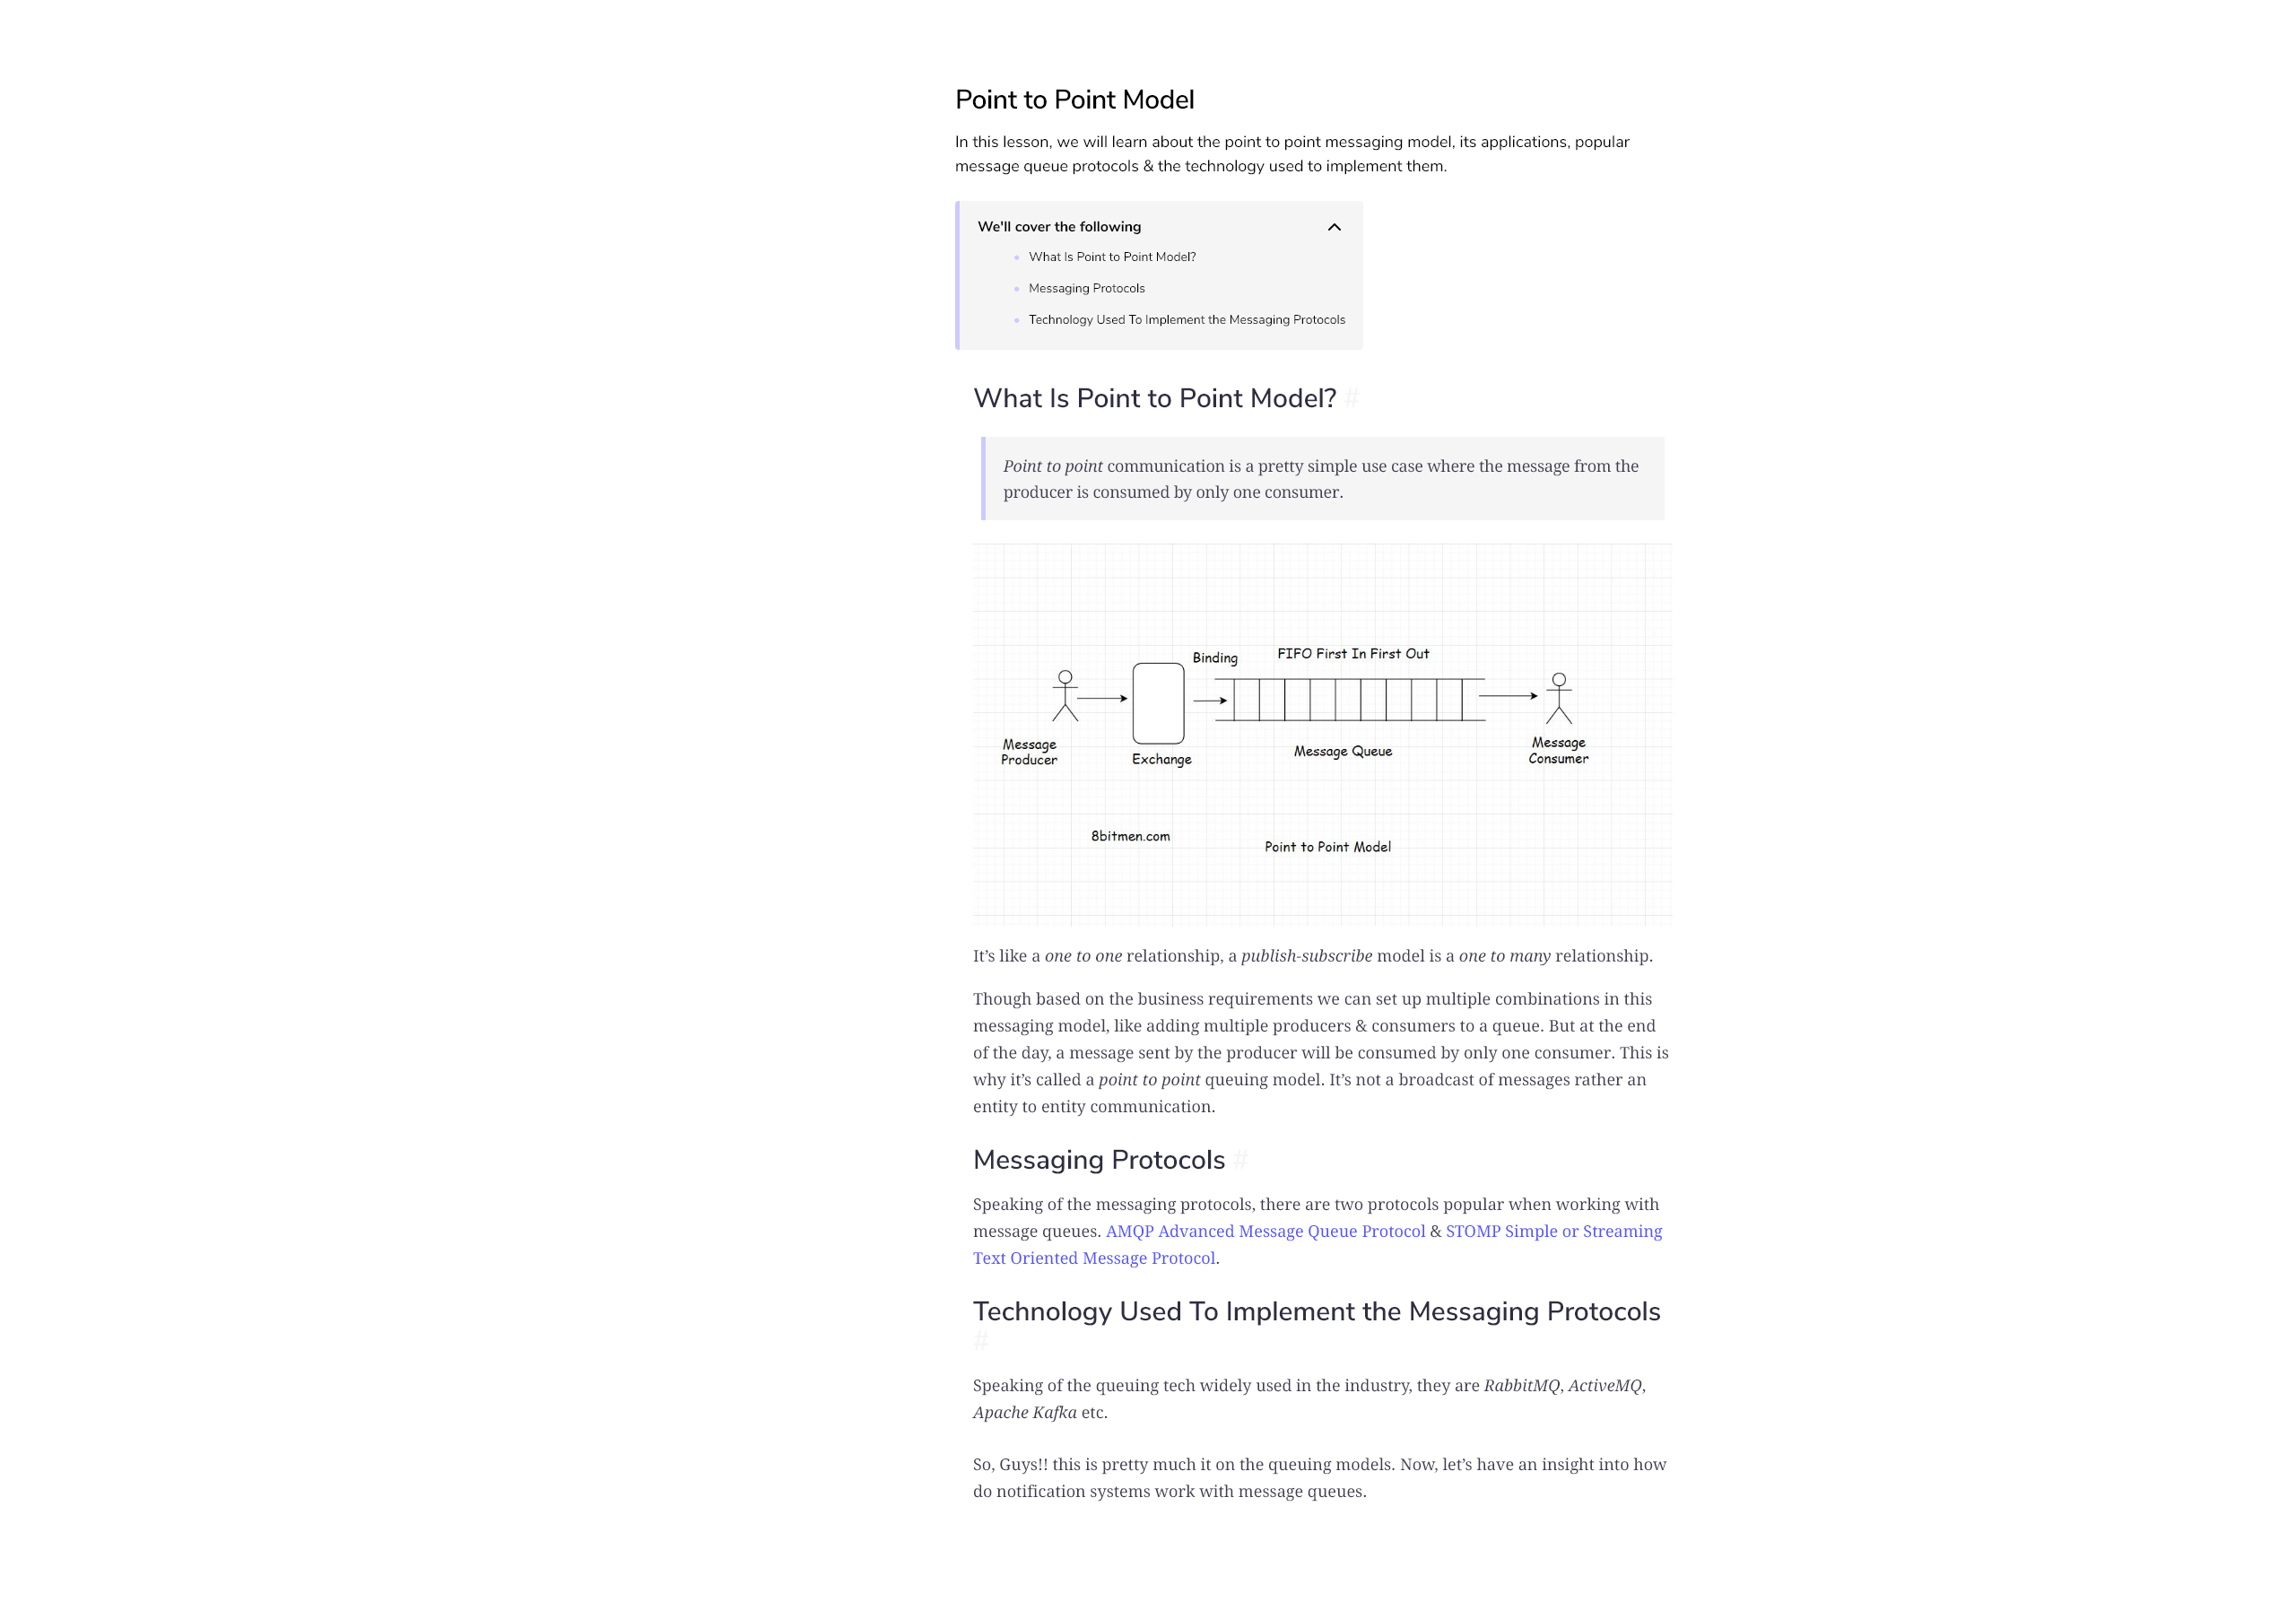 Point to Point Model
In this lesson, we will learn about the point to point messaging model, its applications, popular
message queue protocols & the technology used to implement them.
We'll cover the following
What Is Point to Point Model?
Messaging Protocols
Technology Used To Implement the Messaging Protocols
What Is Point to Point Model? #
Point to point communication is a pretty simple use case where the message from the
producer is consumed by only one consumer.
Binding
FIFO First In First Out
Message
Producer
Exchange
Message Queue
Message
Consumer
8bitmen.com
Point to Point Model
It’s like a one to one relationship, a publish-subscribe model is a one to many relationship.
Though based on the business requirements we can set up multiple combinations in this
messaging model, like adding multiple producers & consumers to a queue. But at the end
of the day, a message sent by the producer will be consumed by only one consumer. This is
why it’s called a point to point queuing model. It’s not a broadcast of messages rather an
entity to entity communication.
Messaging Protocols #
Speaking of the messaging protocols, there are two protocols popular when working with
message queues. AMQP Advanced Message Queue Protocol & STOMP Simple or Streaming
Text Oriented Message Protocol.
Technology Used To Implement the Messaging Protocols
#
Speaking of the queuing tech widely used in the industry, they are RabbitMQ, ActiveMQ,
Apache Kafka etc.
So, Guys!! this is pretty much it on the queuing models. Now, let’s have an insight into how
do notification systems work with message queues.